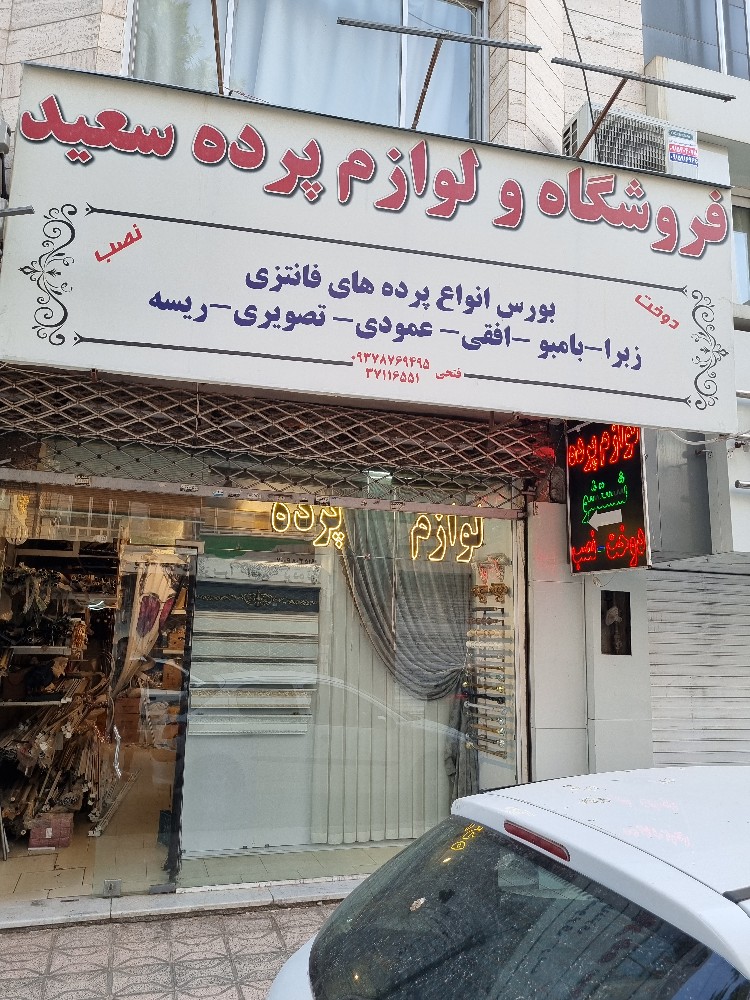 فروشگاه و لوازم پرده سعید
دوخت
نصب
بورس انواع پرده های فانتزی
زبرا-بامبو-افقی-عمودی-تصویری-ریسه
۰۹۳۷۸۷۶۹۴۹۵
فتحی ۳۷۱۱۶۵۵۱
لوازم پرده
دوخت نصب
لوازم پرده